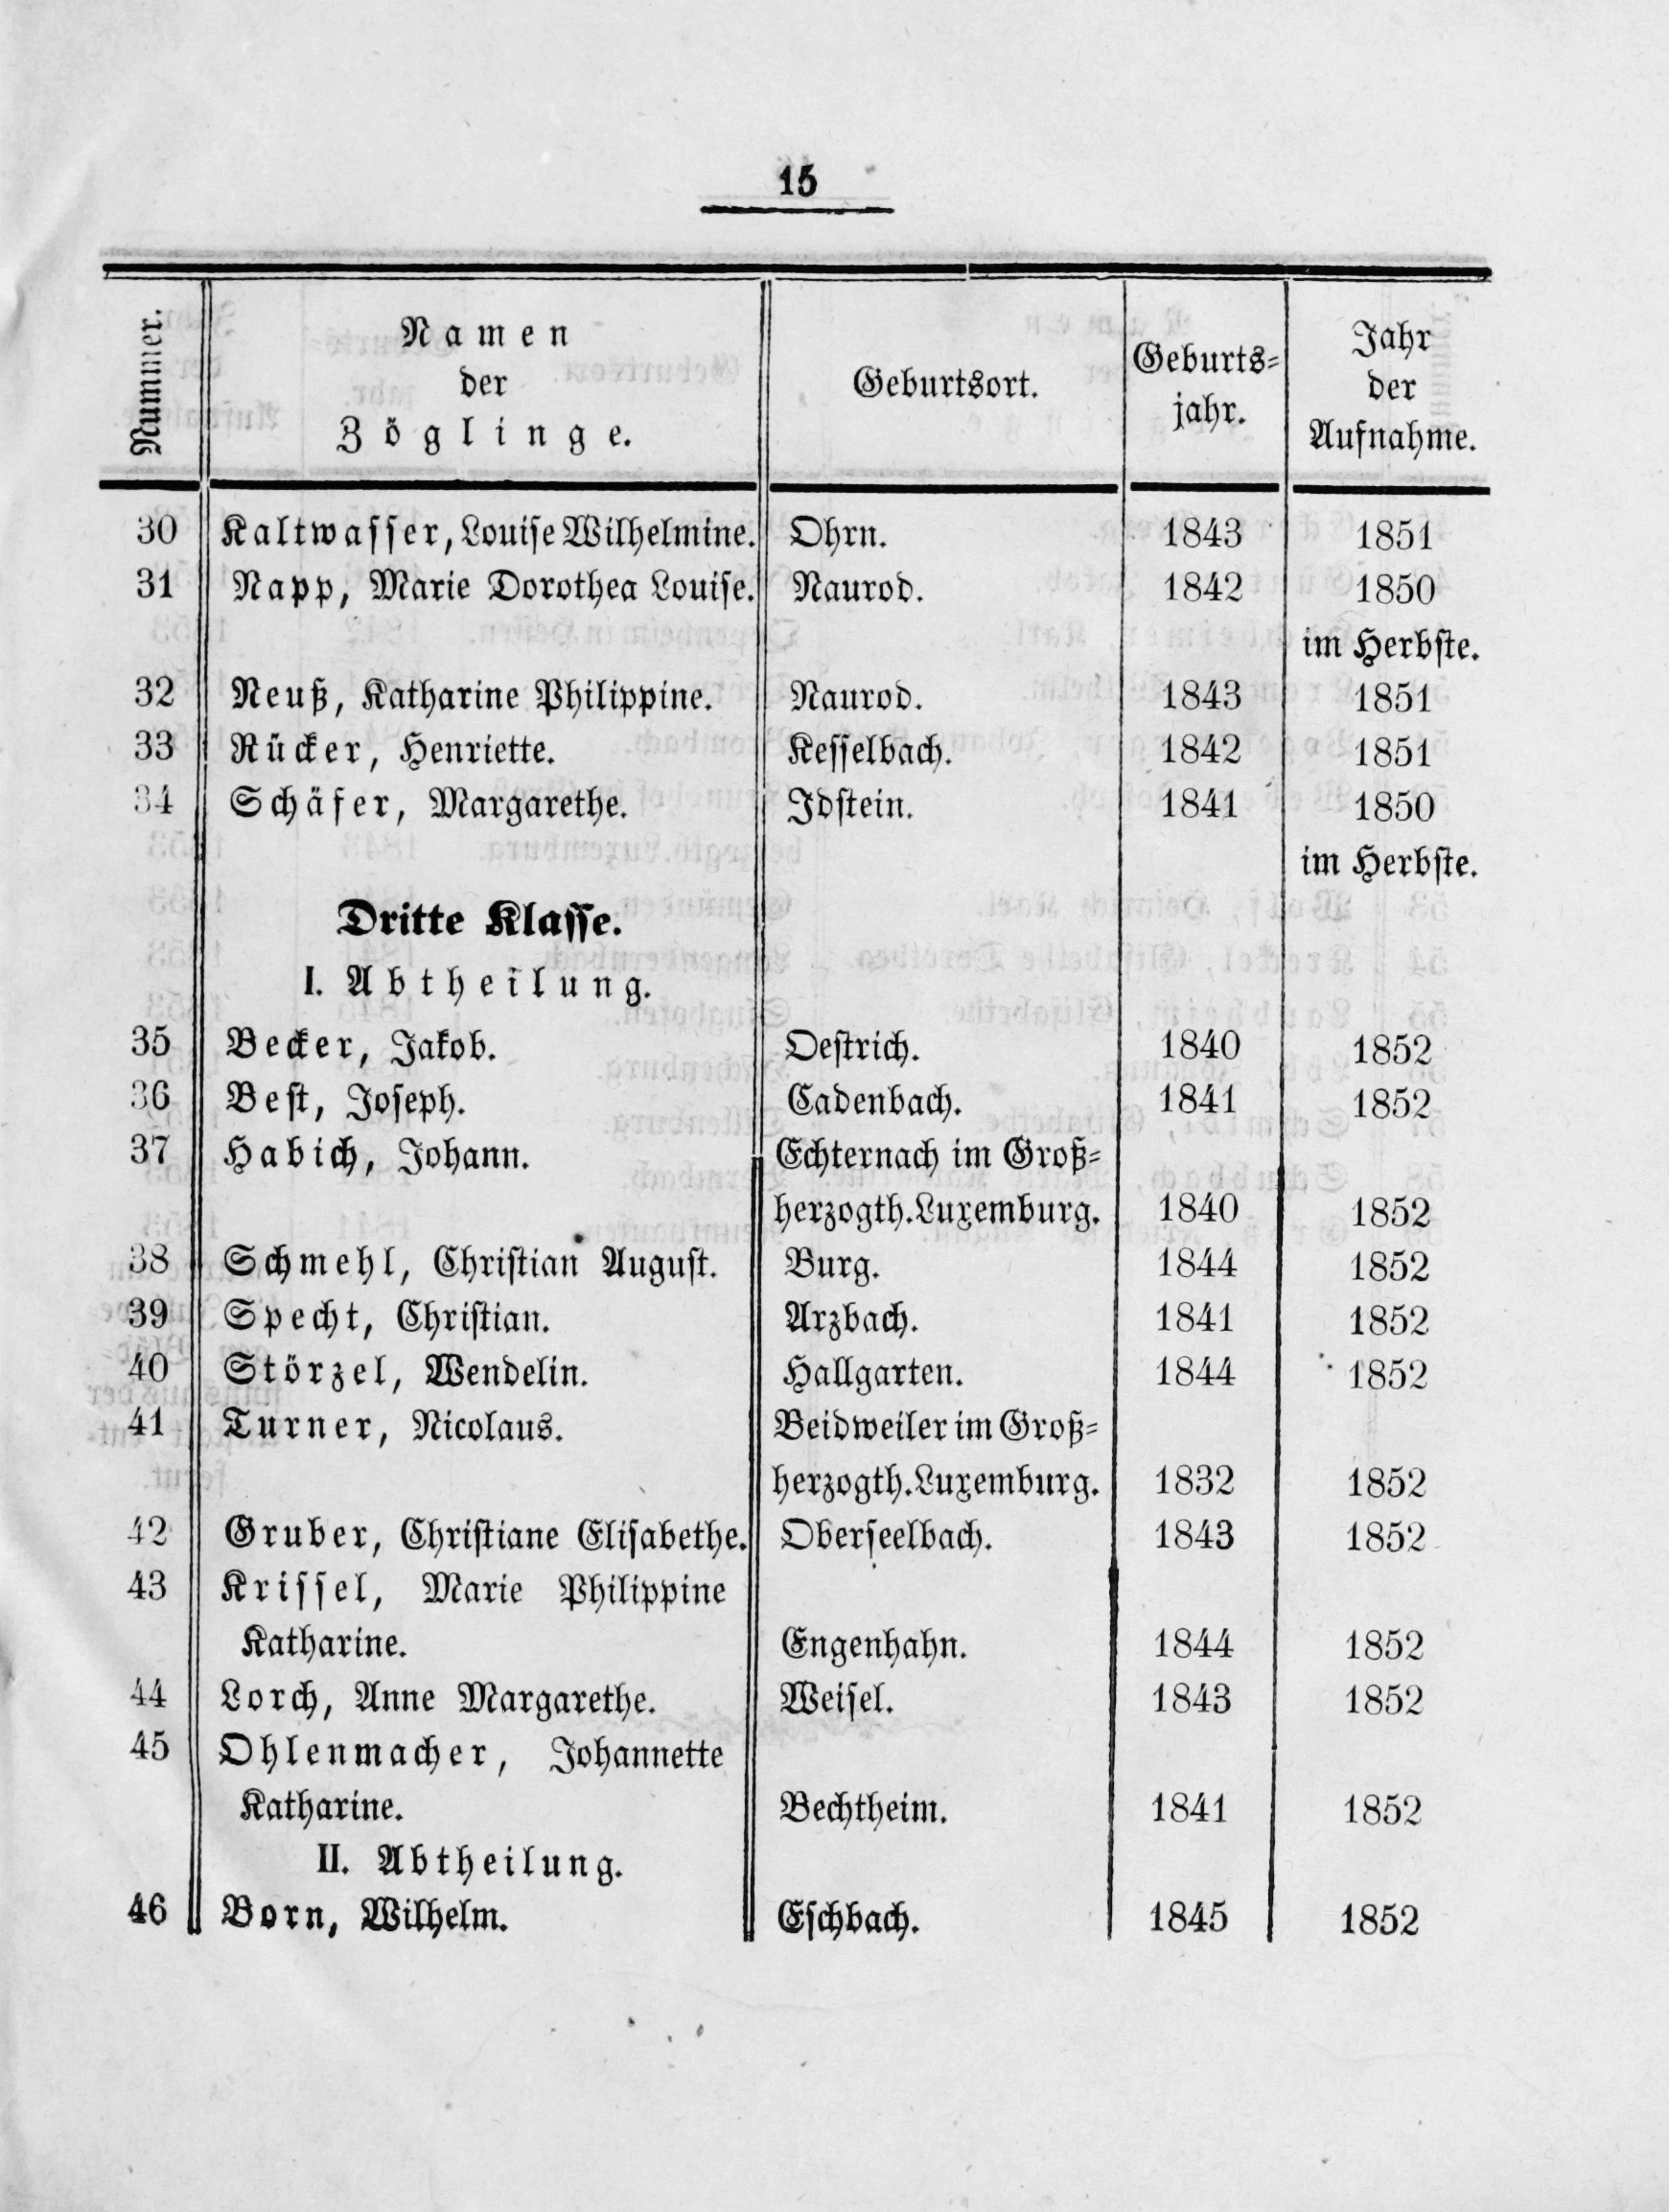 15
Nummer.
Namen
der
Zöglinge.
Geburtsort.
Geburts-
jahr.
Jahr
der
Aufnahme.
30 Kaltwasser, Louise Wilhelmine. Ohrn. 1843 1851
31 Napp, Marie Dorothea Louise. Naurod. 1842 1850
im Herbste.
32 Neuß, Katharine Philippine. Naurod. 1843 1851
33 Rücker, Henriette. Kesselbach. 1842 1851
34 Schäfer, Margarethe. Idstein. 1841 1850
im Herbste.
Dritte Klasse.
I. Abtheilung.
35 Becker, Jakob. Oestrich. 1840 1852
36 Best, Joseph. Cadenbach. 1841 1852
37 Habich, Johann. Echternach im Groß-
herzogth. Luxemburg. 1840 1852
38 Schmehl, Christian August. Burg. 1844 1852
39 Specht, Christian. Arzbach. 1841 1852
40 Störzel, Wendelin. Hallgarten. 1844 1852
41 Turner, Nicolaus. Beidweiler im Groß-
herzogth. Luxemburg. 1832 1852
42 Gruber, Christiane Elisabethe. Oberseelbach. 1843 1852
43 Krissel, Marie Philippine
Katharine. Engenhahn. 1844 1852
44 Lorch, Anne Margarethe. Weisel. 1843 1852
45 Ohlenmacher, Johannette
Katharine. Bechtheim. 1841 1852
II. Abtheilung.
46 Born, Wilhelm. Eschbach. 1845 1852